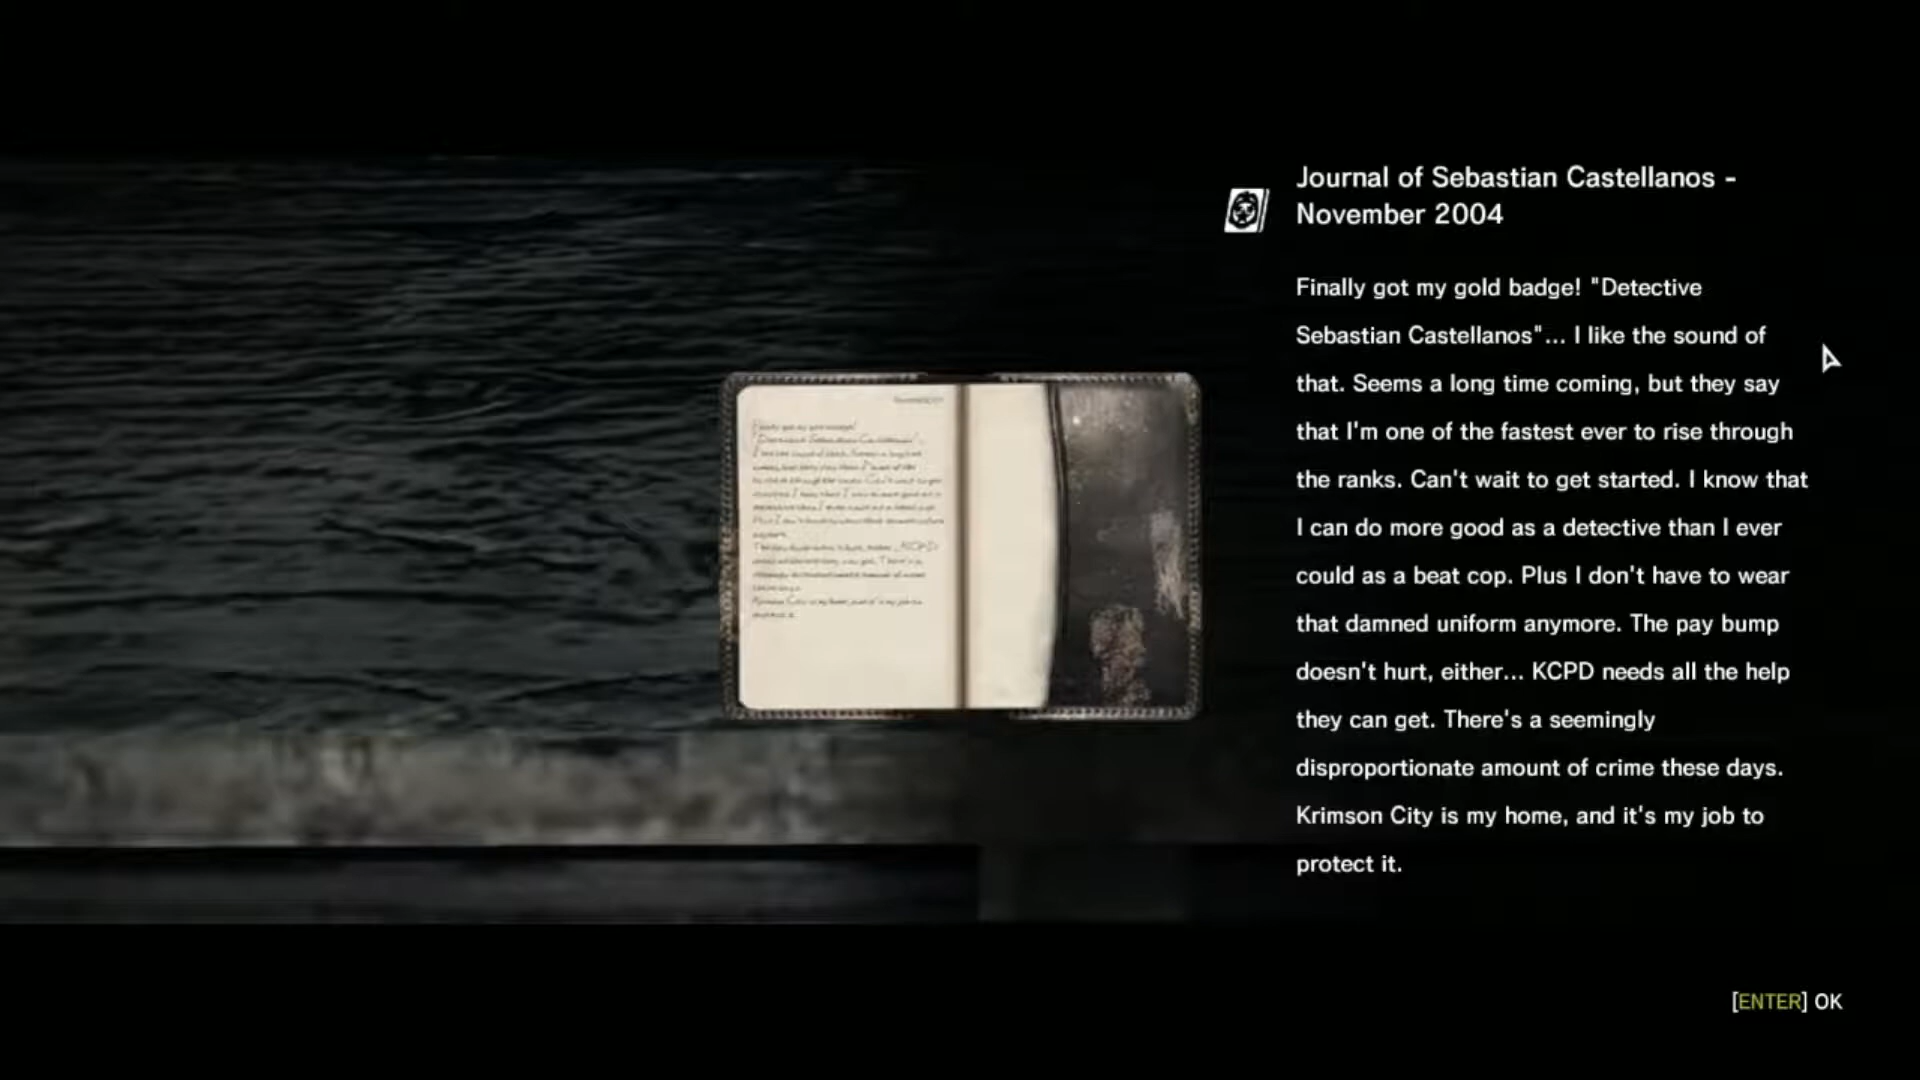 Journal of Sebastian Castellanos -
November 2004
Finally got my gold badge! "Detective
Sebastian Castellanos"... I like the sound of
that. Seems a long time coming, but they say
that I'm one of the fastest ever to rise through
the ranks. Can't wait to get started. I know that
I can do more good as a detective than I ever
could as a beat cop. Plus I don't have to wear
that damned uniform anymore. The pay bump
doesn't hurt, either... KCPD needs all the help
they can get. There's a seemingly
disproportionate amount of crime these days.
Krimson City is my home, and it's my job to
protect it.
[ENTER] OK